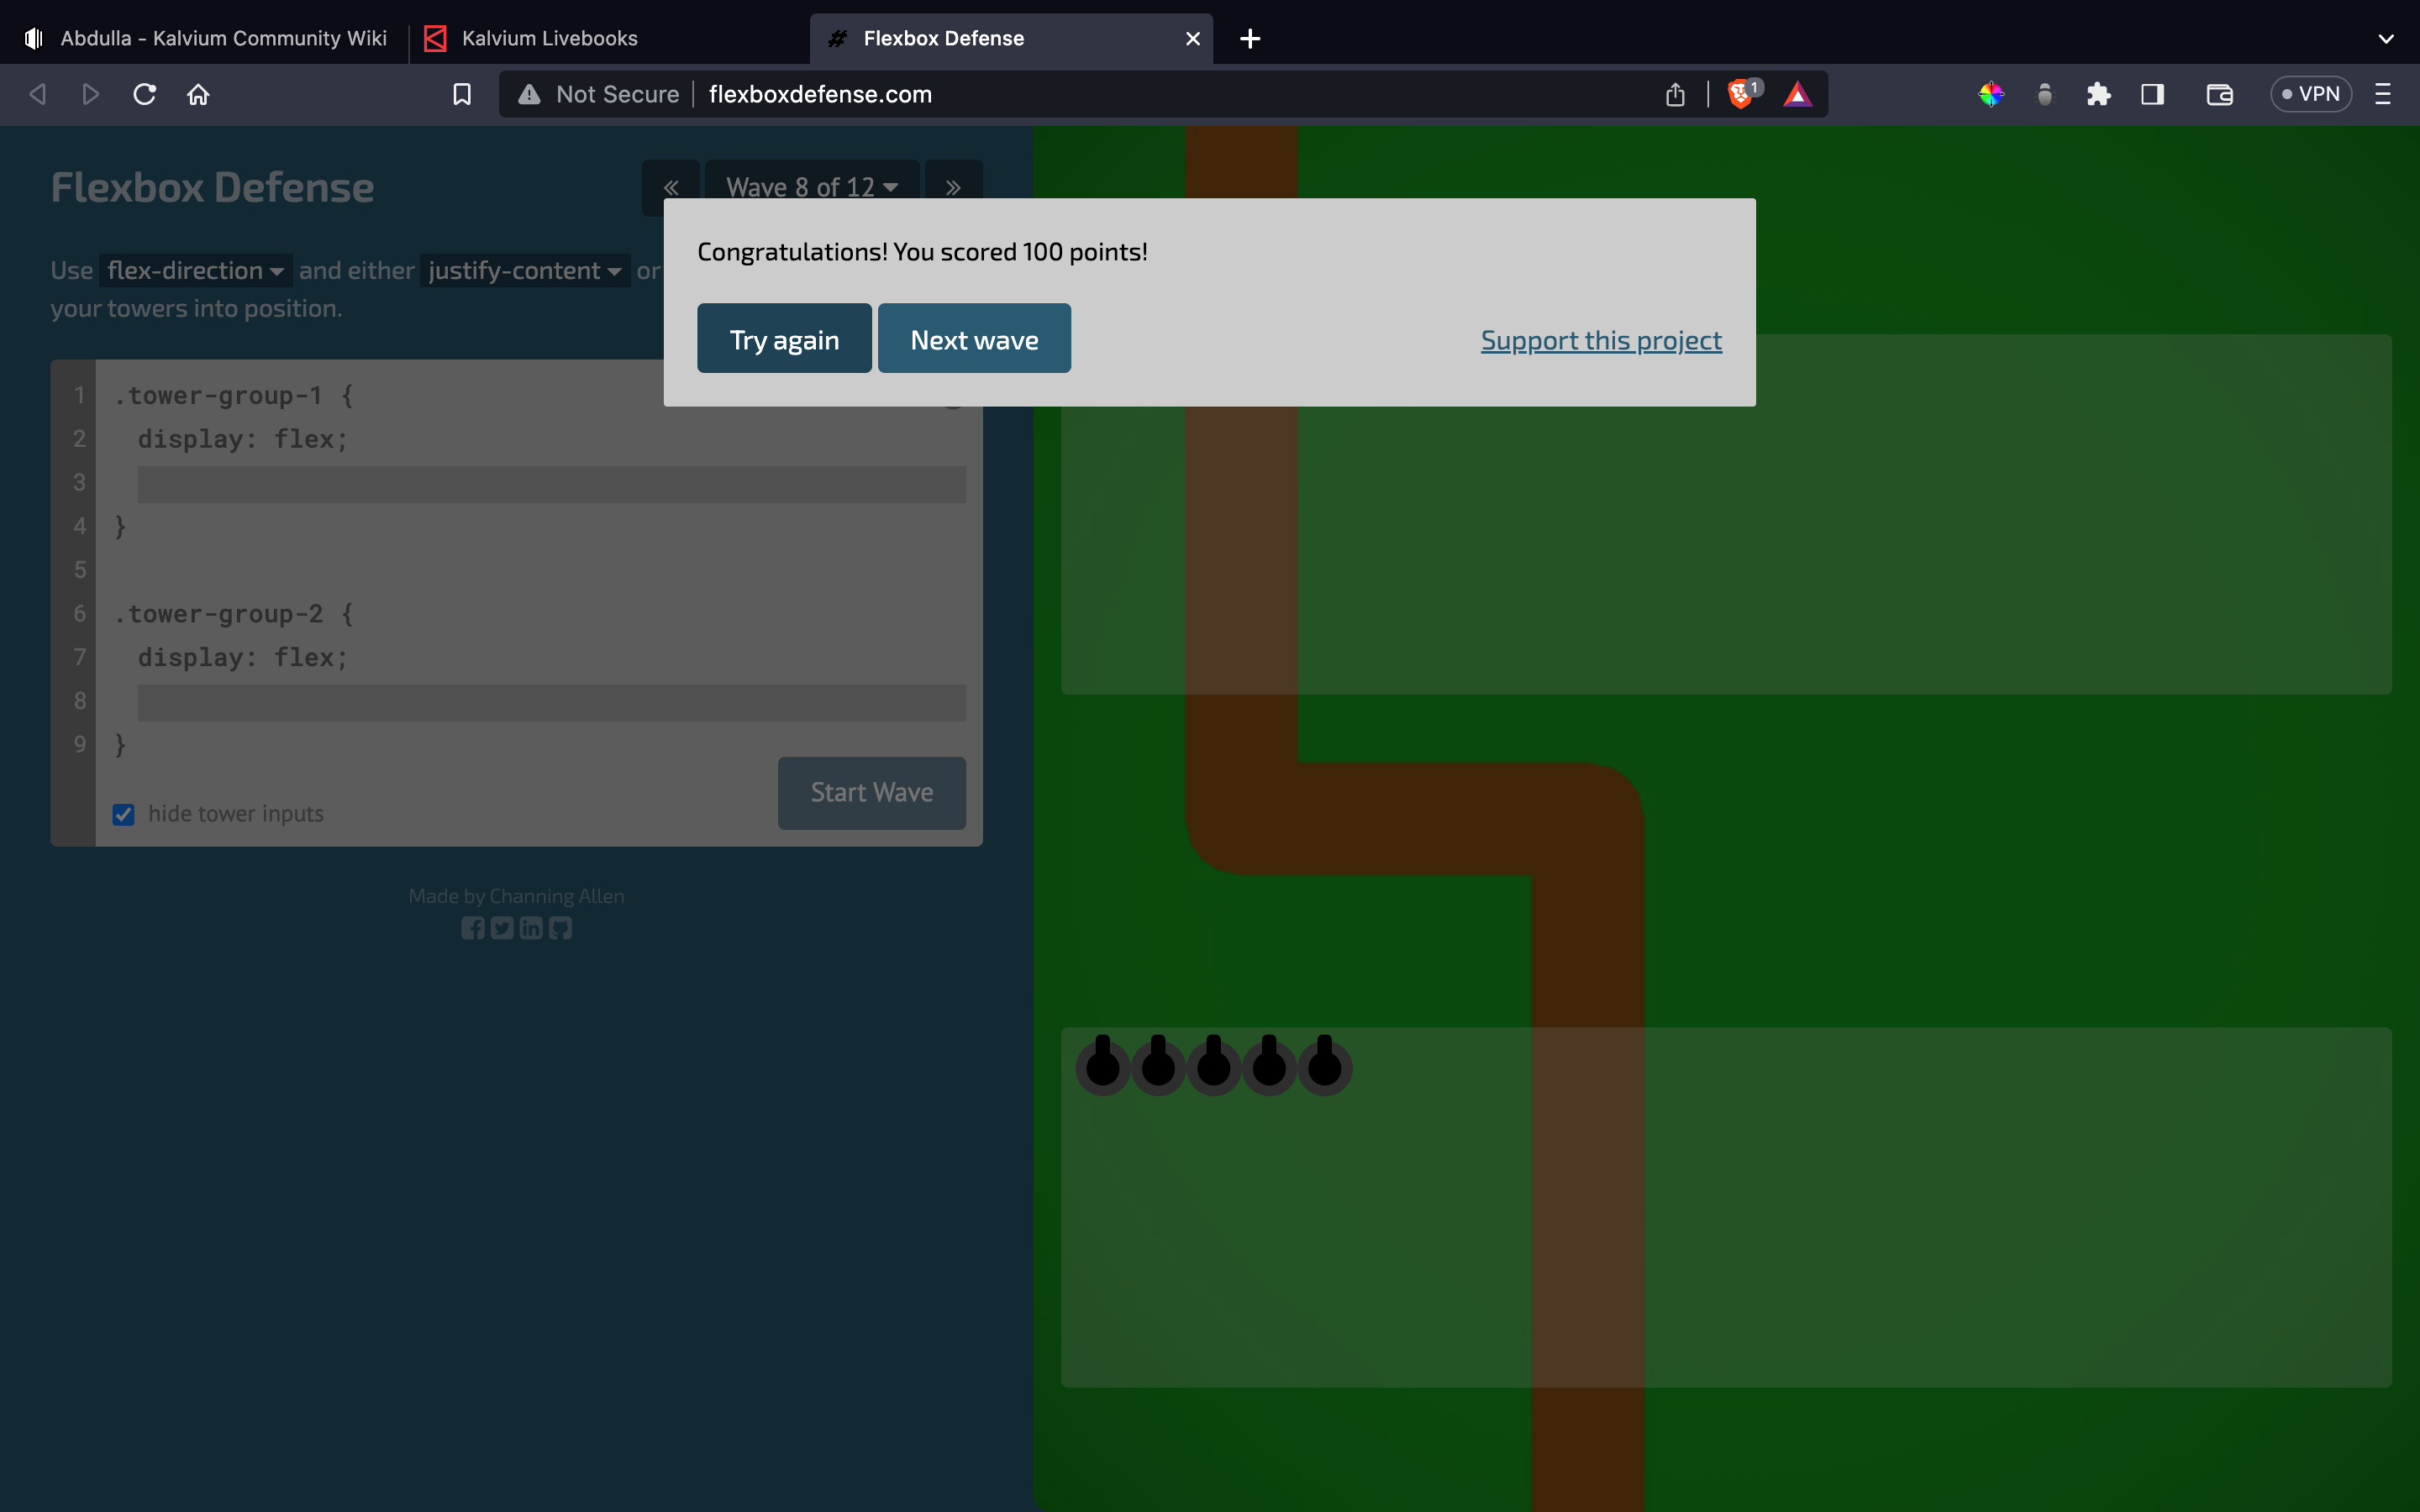 Abdulla - Kalvium Community Wiki
Kalvium Livebooks
Flexbox Defense
Not Secure
flexboxdefense.com
1
VPN
Flexbox Defense
« Wave 8 of 12 »
Use flex-direction and either justify-content or
your towers into position.
Congratulations! You scored 100 points!
Try again
Next wave
Support this project
1 .tower-group-1 {
2 display: flex;
3
4 }
5
6 .tower-group-2 {
7 display: flex;
8
9 }
hide tower inputs
Start Wave
Made by Channing Allen